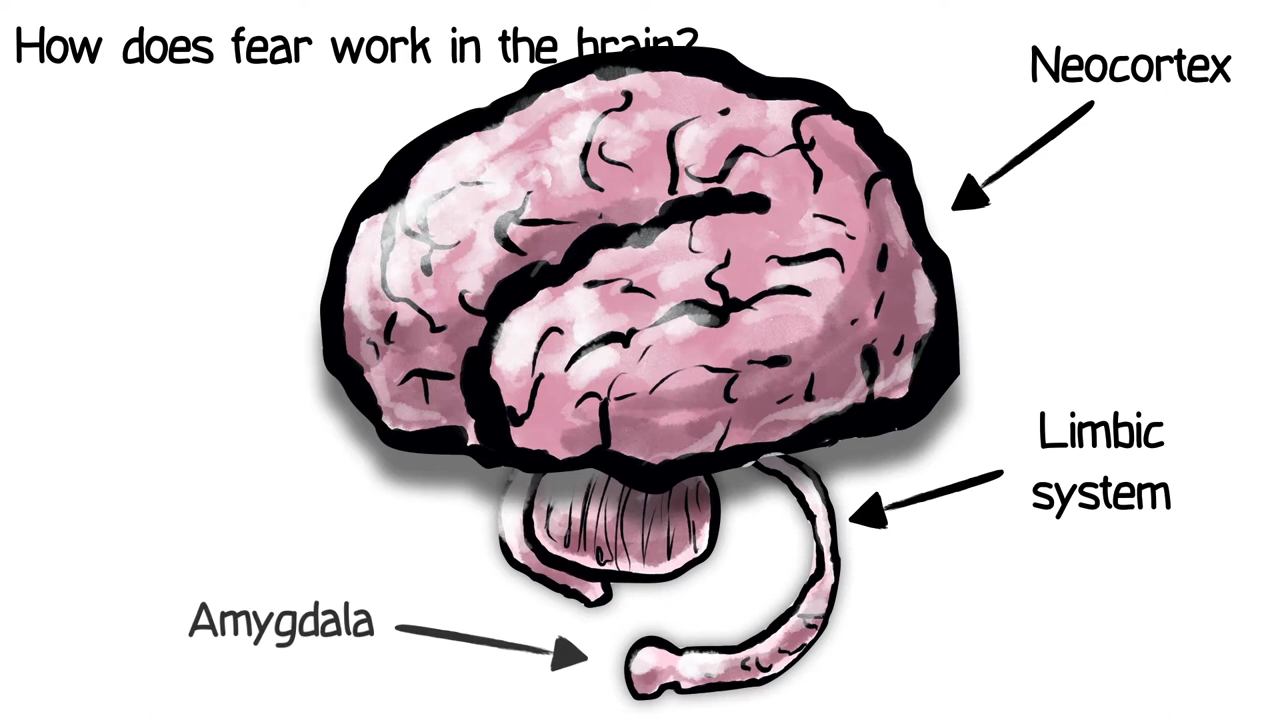 How does fear work in the brain?
Neocortex
Limbic
system
Amygdala